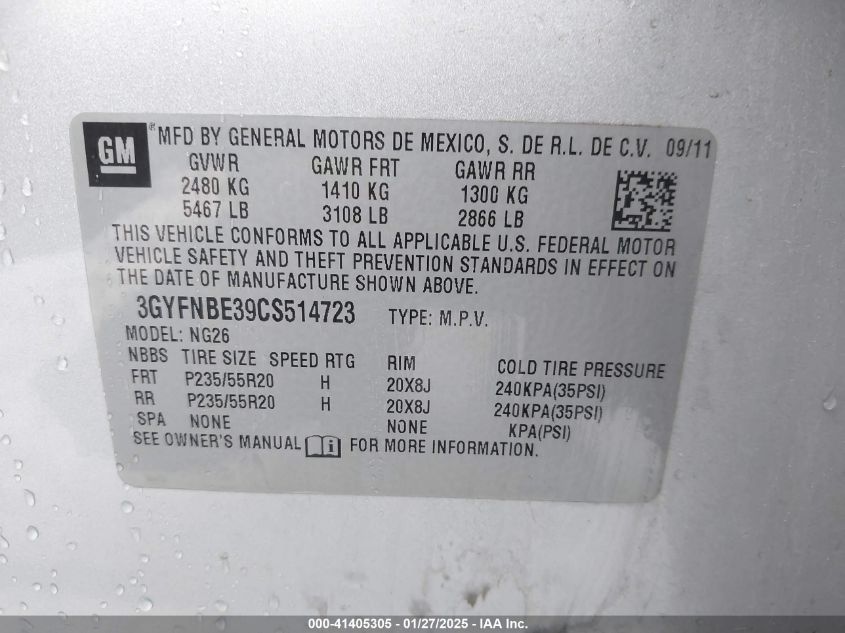 GM ® MFD BY GENERAL MOTORS DE MEXICO, S. DE R.L. DE C.V. 09/11
GVWR GAWR FRT GAWR RR
2480 KG 1410 KG 1300 KG
5467 LB 3108 LB 2866 LB
THIS VEHICLE CONFORMS TO ALL APPLICABLE U.S. FEDERAL MOTOR
VEHICLE SAFETY AND THEFT PREVENTION STANDARDS IN EFFECT ON
THE DATE OF MANUFACTURE SHOWN ABOVE.
3GYFNBE39CS514723 TYPE: M.P.V.
MODEL: NG26
NBBS TIRE SIZE SPEED RTG RIM COLD TIRE PRESSURE
FRT P235/55R20 H 20X8J 240KPA(35PSI)
RR P235/55R20 H 20X8J 240KPA(35PSI)
SPA NONE NONE KPA(PSI)
SEE OWNER'S MANUAL FOR MORE INFORMATION.
000-41405305 - 01/27/2025 - IAA Inc.